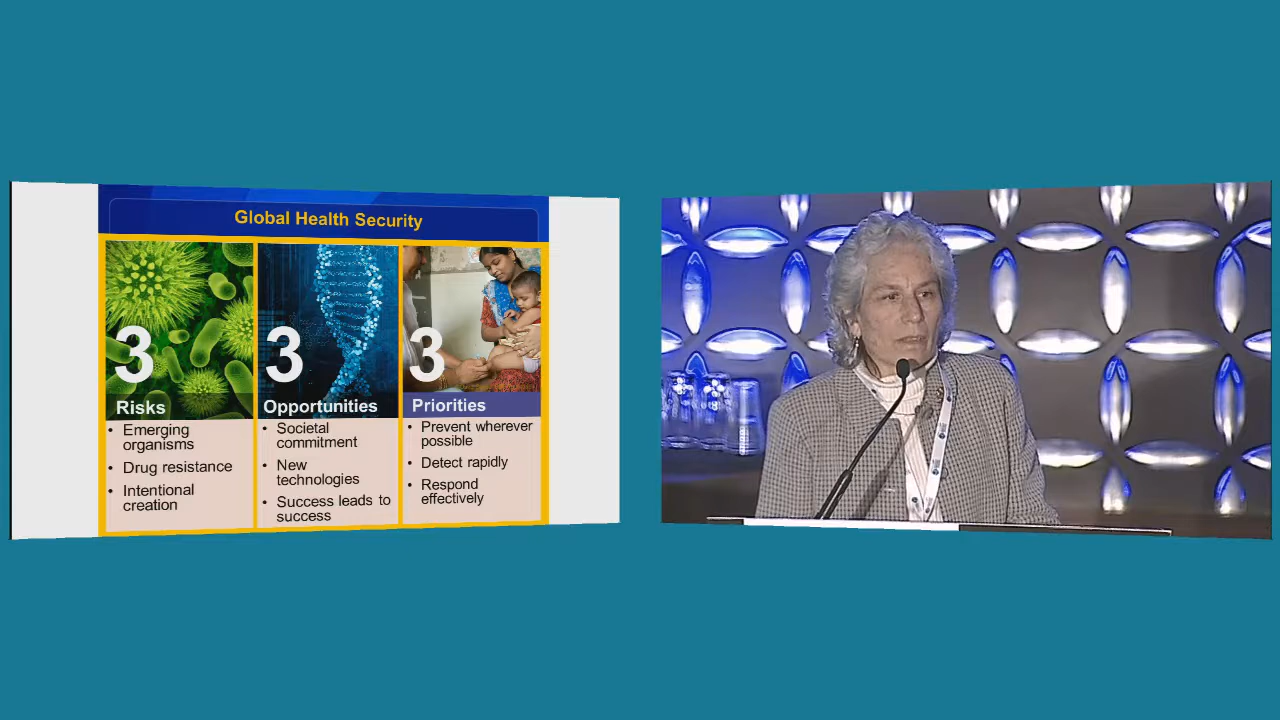 Global Health Security
3
Risks
• Emerging
organisms
• Drug resistance
• Intentional
creation
3
Opportunities
• Societal
commitment
• New
technologies
• Success leads to
success
3
Priorities
• Prevent wherever
possible
• Detect rapidly
• Respond
effectively